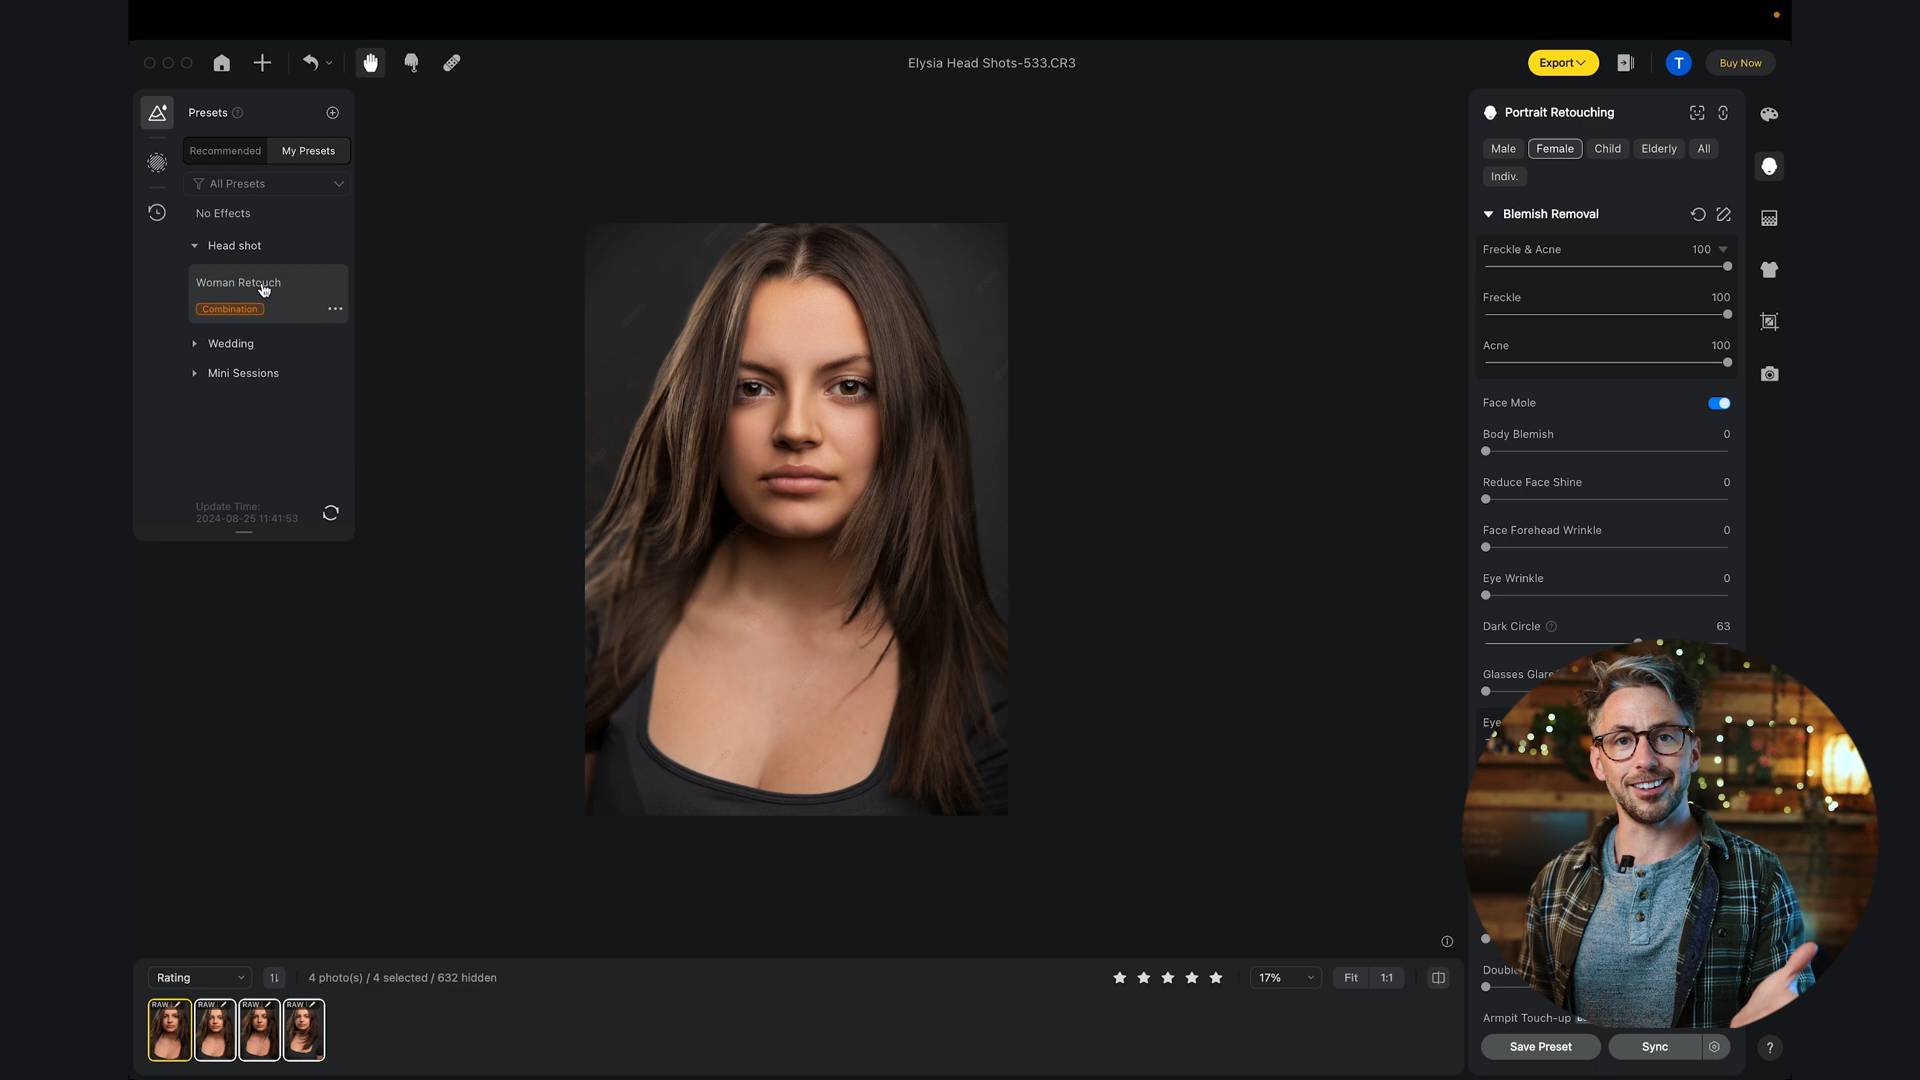 Elysia Head Shots-533.CR3
Export
T
Buy Now
Presets
Recommended
My Presets
All Presets
No Effects
Head shot
Woman Retouch
Combination
Wedding
Mini Sessions
Update Time:
2024-08-25 11:41:53
Portrait Retouching
Male
Female
Child
Elderly
All
Indiv.
Blemish Removal
Freckle & Acne 100
Freckle 100
Acne 100
Face Mole
Body Blemish 0
Reduce Face Shine 0
Face Forehead Wrinkle 0
Eye Wrinkle 0
Dark Circle 63
Glasses Glare
Eye
Armpit Touch-up
Save Preset
Sync
?
Rating
4 photo(s) / 4 selected / 632 hidden
17%
Fit
1:1
RAW
RAW
RAW
RAW